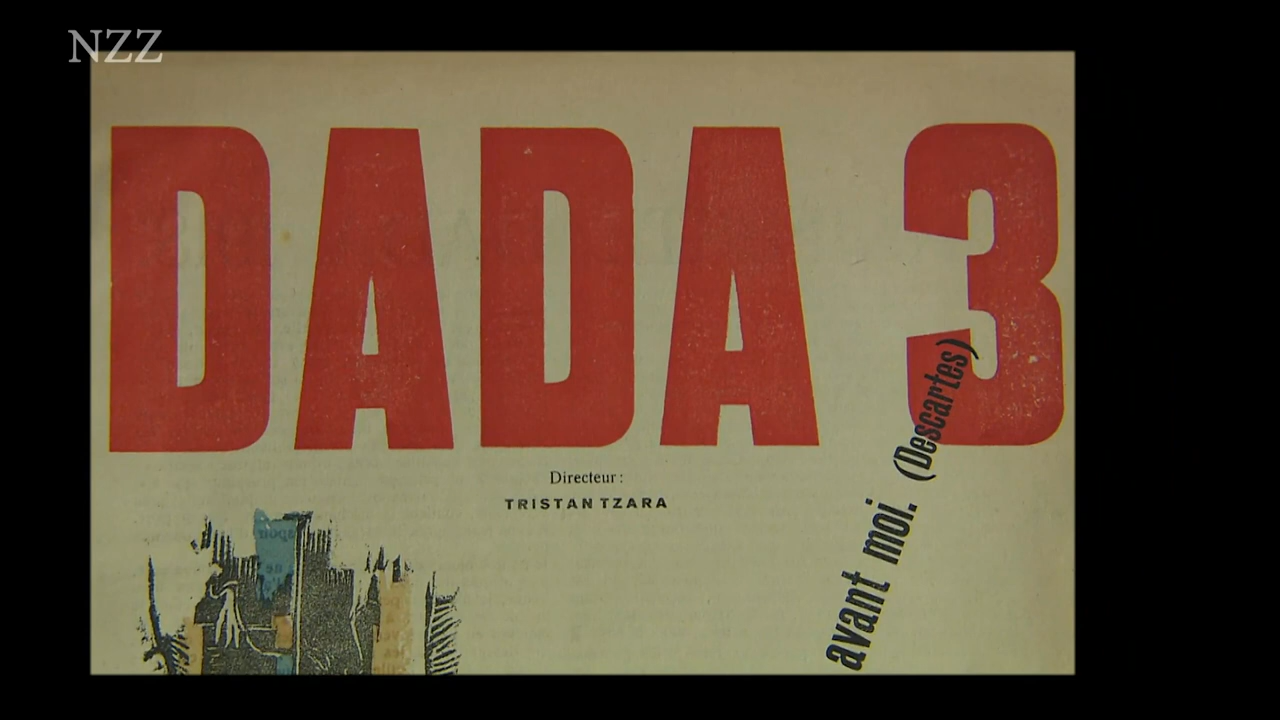 NZZ
DADA 3
Directeur :
TRISTAN TZARA
avant moi. (Descartes)